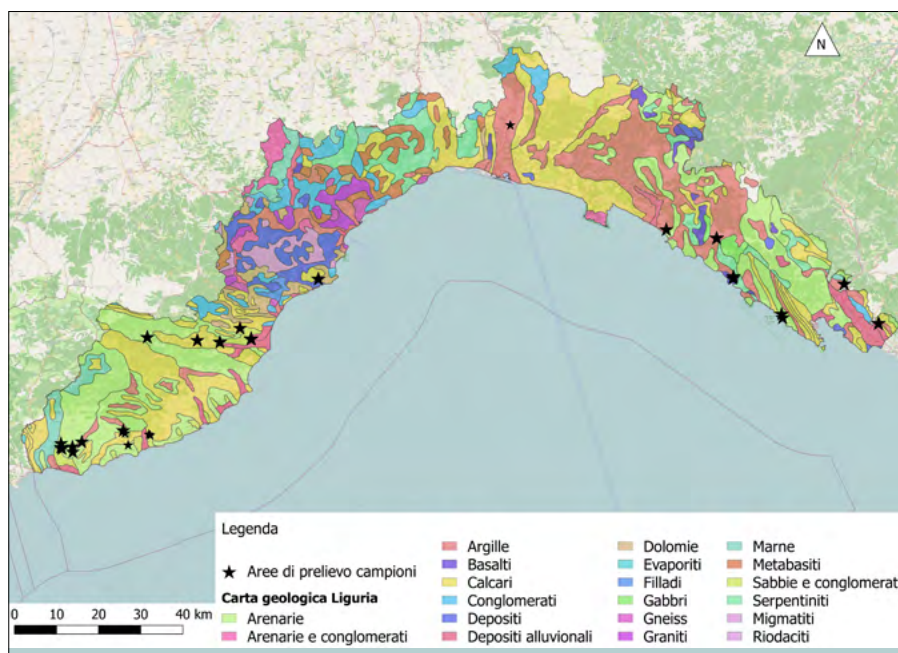 N
Legenda
Aree di prelievo campioni
Carta geologica Liguria
Arenarie
Arenarie e conglomerati
Argille
Basalti
Calcari
Conglomerati
Depositi
Depositi alluvionali
Dolomie
Evaporiti
Filladi
Gabbri
Gneiss
Graniti
Marne
Metabasiti
Sabbie e conglomerat
Serpentiniti
Migmatiti
Riodaciti
0 10 20 30 40 km